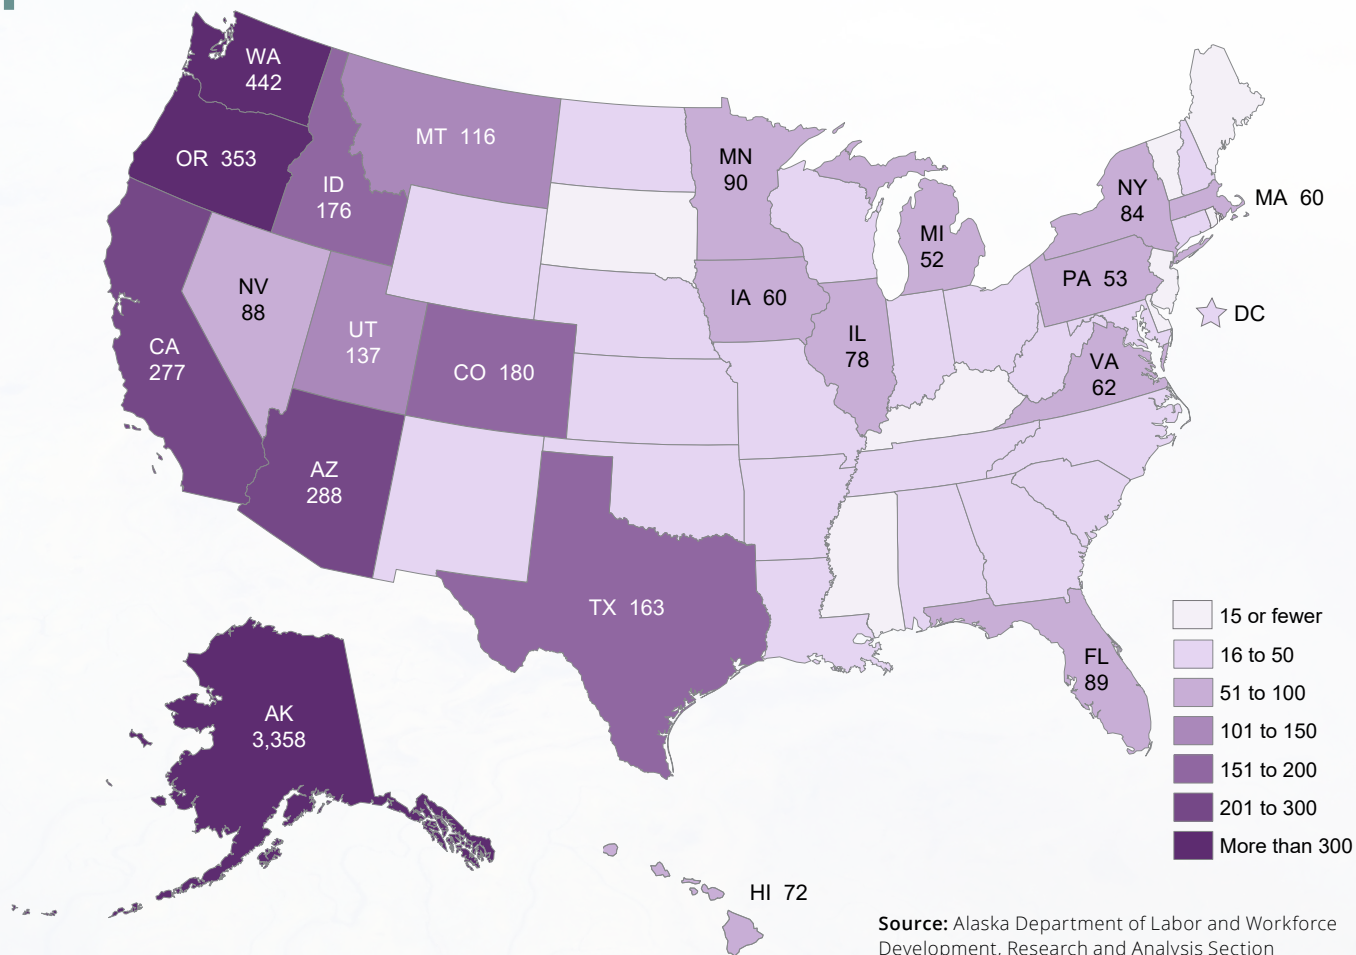 WA
442
OR 353
ID
176
MT 116
MN
90
NY
84
MA 60
MI
52
NV
88
IA 60
PA 53
DC
UT
137
IL
78
CA
277
CO 180
VA
62
AZ
288
TX 163
FL
89
AK
3,358
HI 72
15 or fewer
16 to 50
51 to 100
101 to 150
151 to 200
201 to 300
More than 300
Source: Alaska Department of Labor and Workforce
Development, Research and Analysis Section